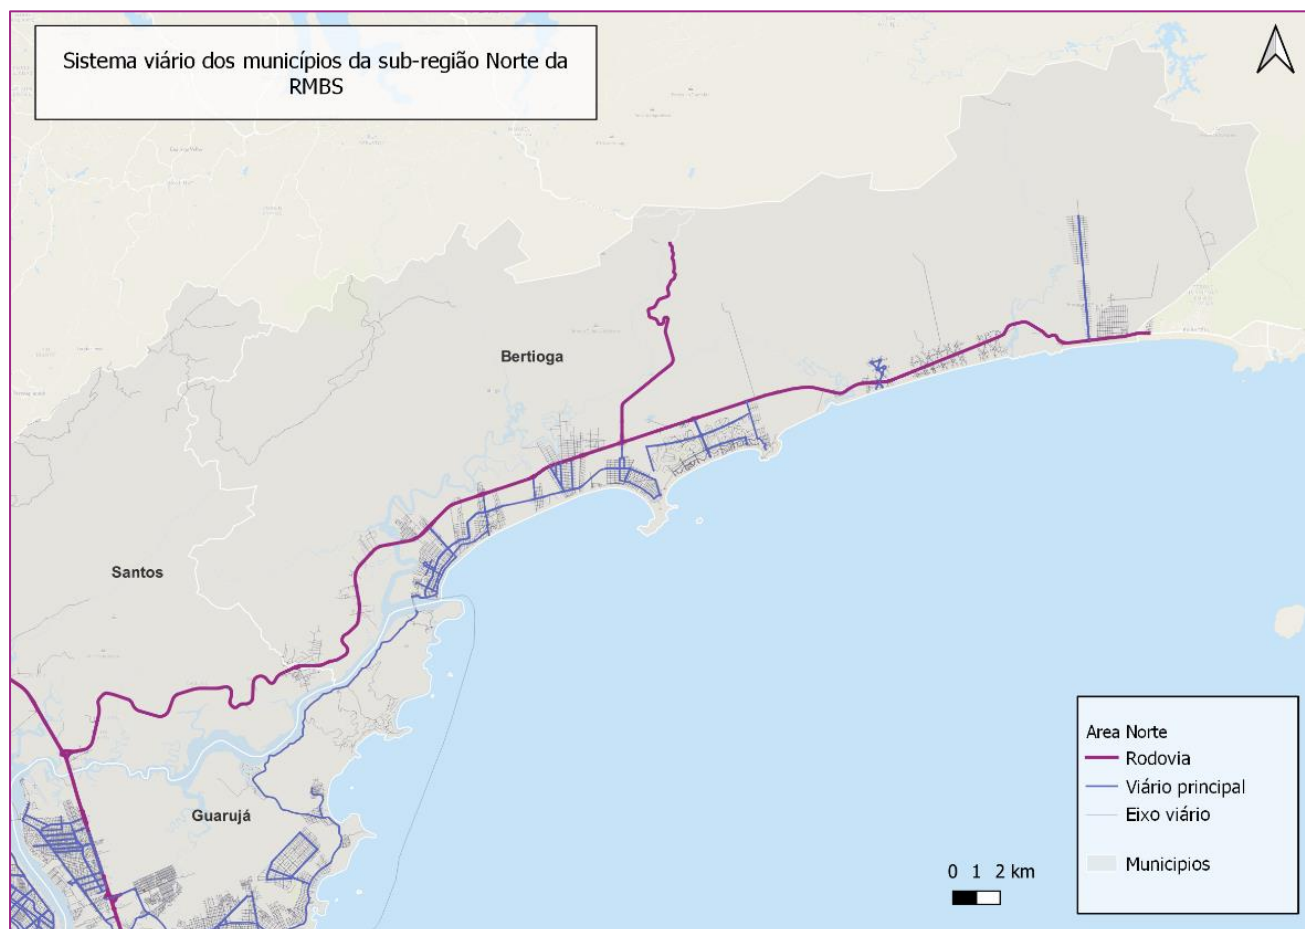 Sistema viário dos municípios da sub-região Norte da
RMBS
Bertioga
Santos
Guarujá
Area Norte
Rodovia
Viário principal
Eixo viário
Municipios
0 1 2 km